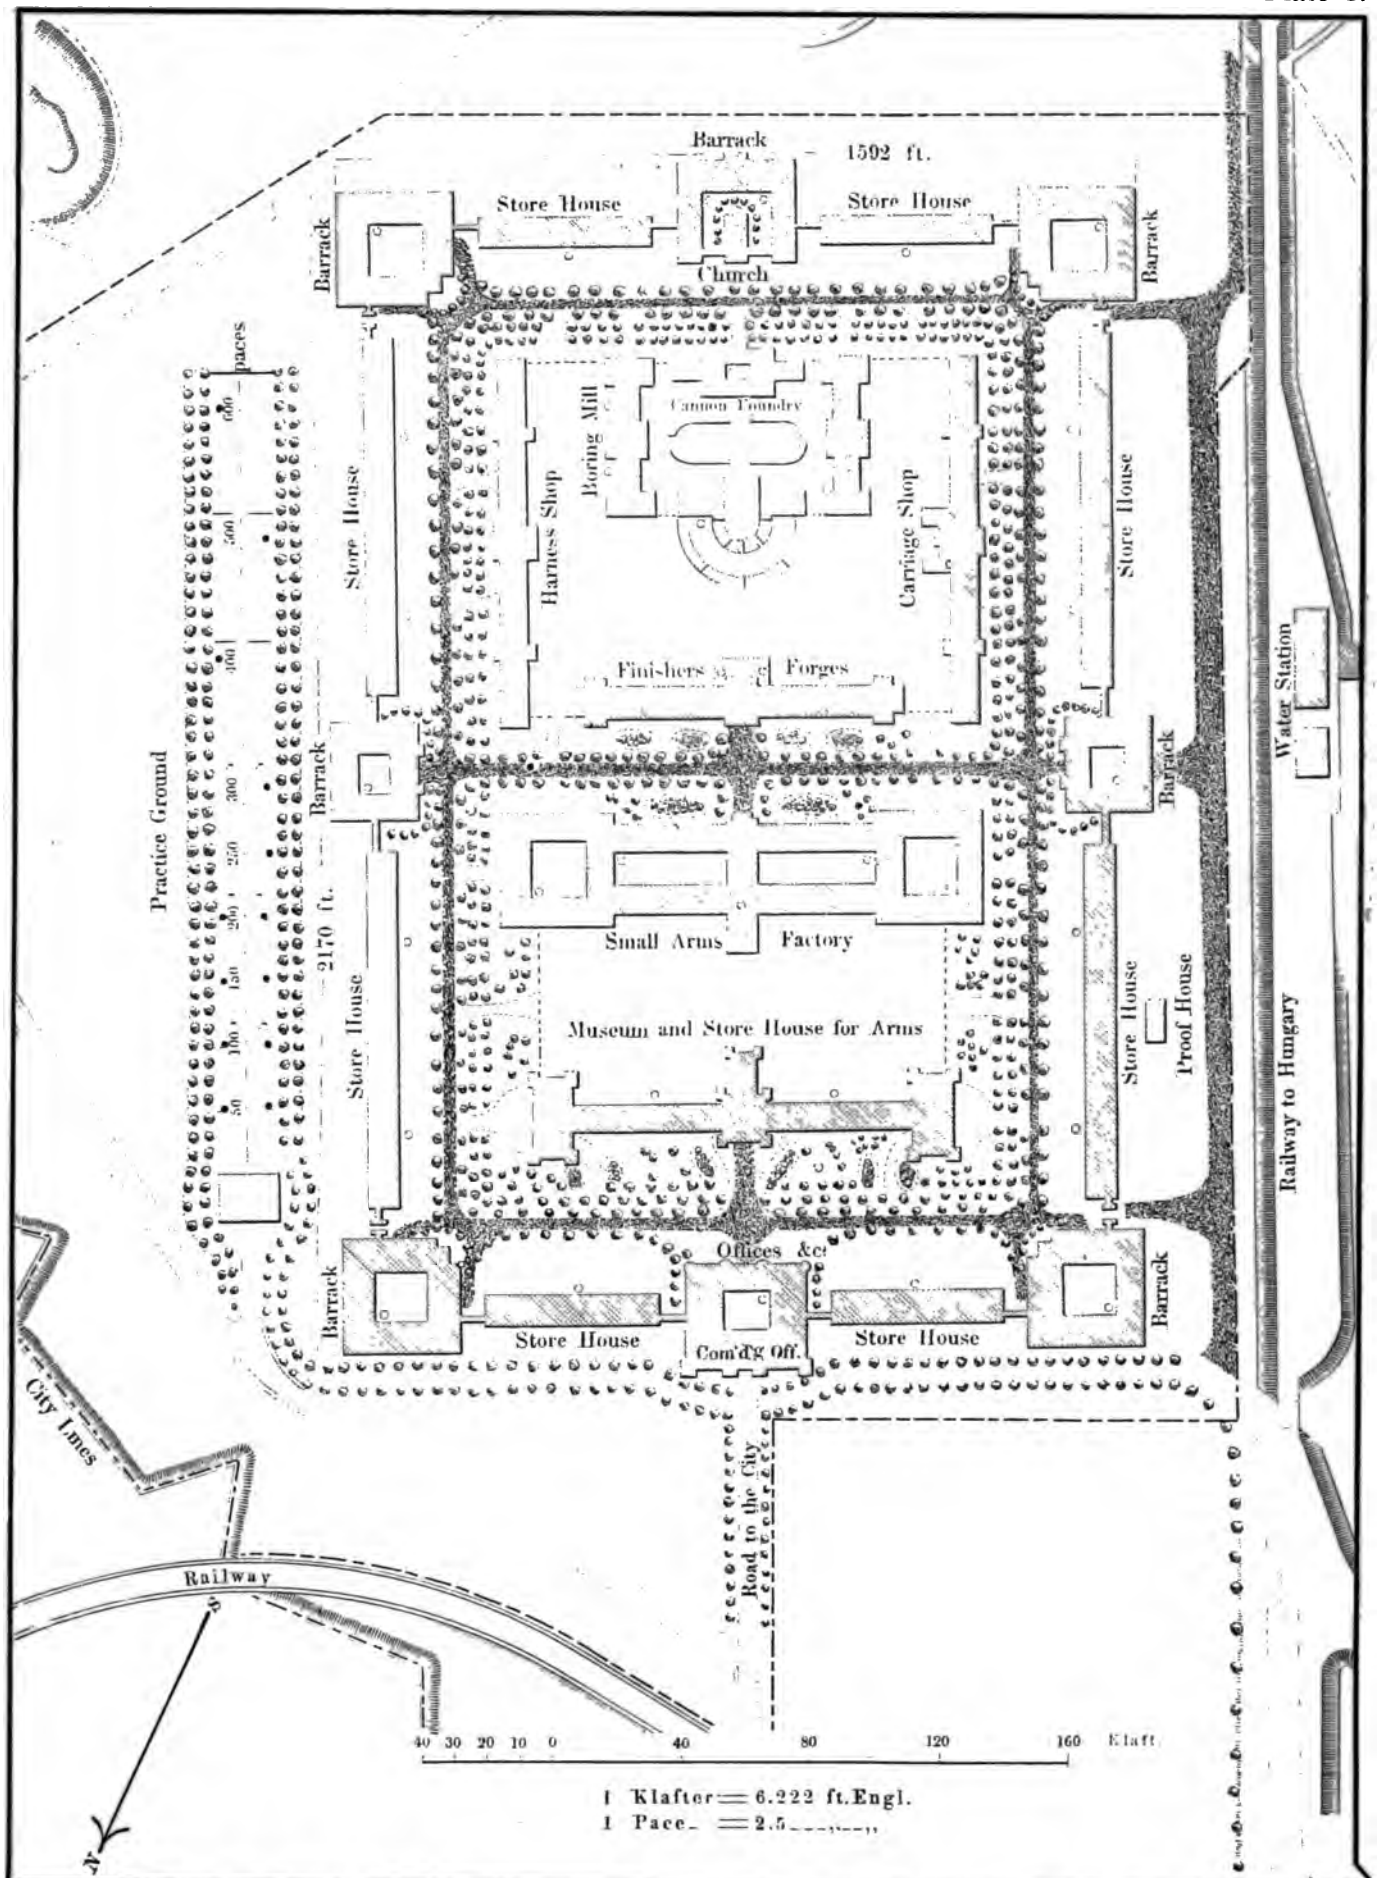 Barrack
1592 ft.
Store House
Store House
Barrack
Barrack
Church
paces
600
500
400
300
250
200
150
100
50
Practice Ground
2170 ft.
Store House
Harness Shop
Boring Mill
Cannon Foundry
Carriage Shop
Store House
Finishers
Forges
Water Station
Barrack
Barrack
Small Arms Factory
Store House
Museum and Store House for Arms
Store House
Proof House
Railway to Hungary
Offices &c.
Barrack
Store House
Com'd'g Off.
Store House
Barrack
City Lines
Road to the City
Railway
S
N
40 30 20 10 0 40 80 120 160 Klaft.
1 Klafter = 6.222 ft. Engl.
1 Pace = 2.5 „ „